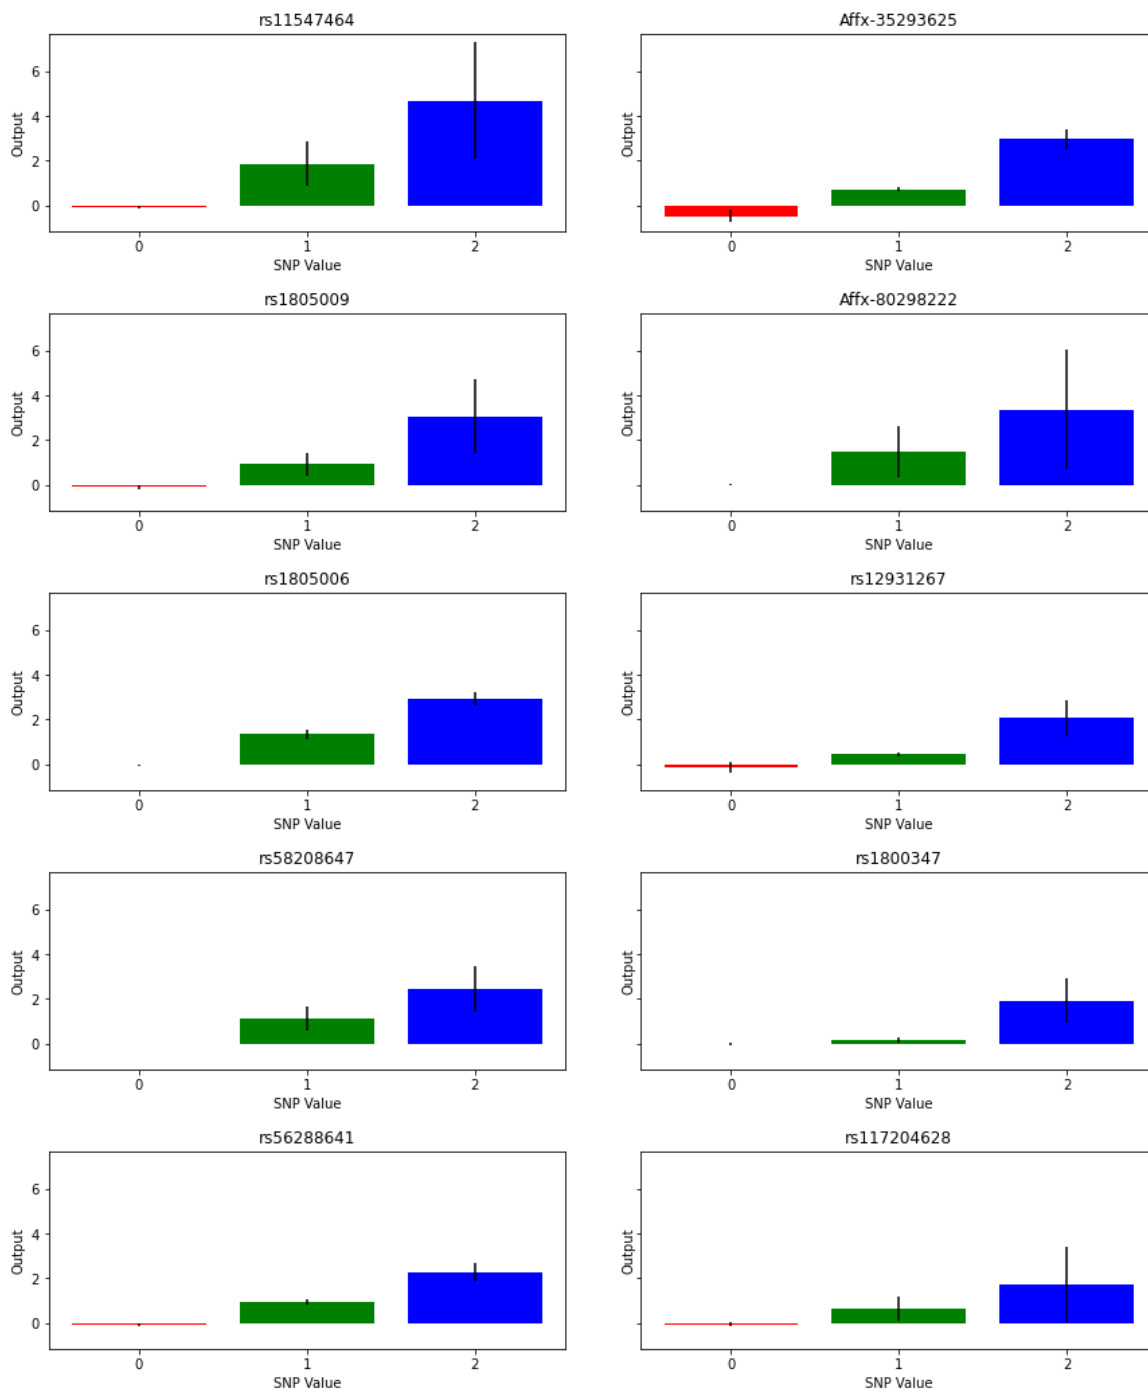 rs11547464
Affx-35293625
Output
6
4
2
0
0 1 2
SNP Value
Output
0 1 2
SNP Value
rs1805009
Affx-80298222
Output
6
4
2
0
0 1 2
SNP Value
Output
0 1 2
SNP Value
rs1805006
rs12931267
Output
6
4
2
0
0 1 2
SNP Value
Output
0 1 2
SNP Value
rs58208647
rs1800347
Output
6
4
2
0
0 1 2
SNP Value
Output
0 1 2
SNP Value
rs56288641
rs117204628
Output
6
4
2
0
0 1 2
SNP Value
Output
0 1 2
SNP Value